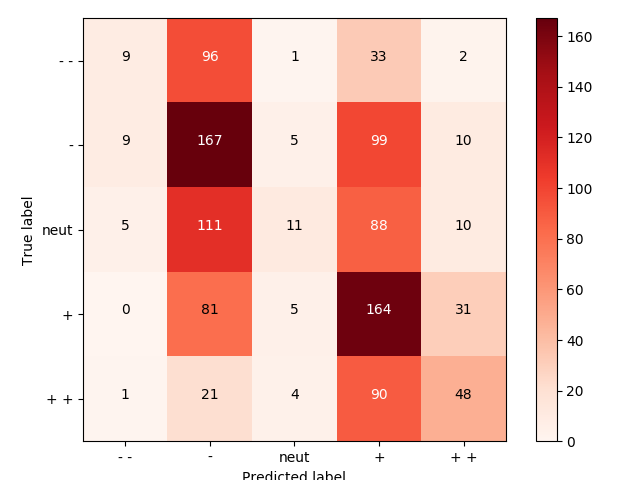 - - 9 96 1 33 2
- 9 167 5 99 10
neut 5 111 11 88 10
+ 0 81 5 164 31
+ + 1 21 4 90 48
- - - neut + + +
True label
Predicted label
160
140
120
100
80
60
40
20
0